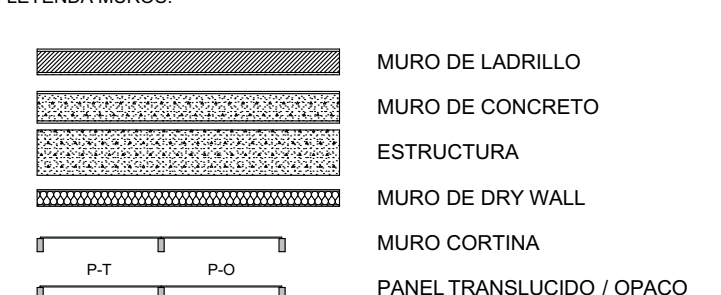 LEYENDA MUROS:
MURO DE LADRILLO
MURO DE CONCRETO
ESTRUCTURA
MURO DE DRY WALL
MURO CORTINA
P-T P-O
PANEL TRANSLUCIDO / OPACO